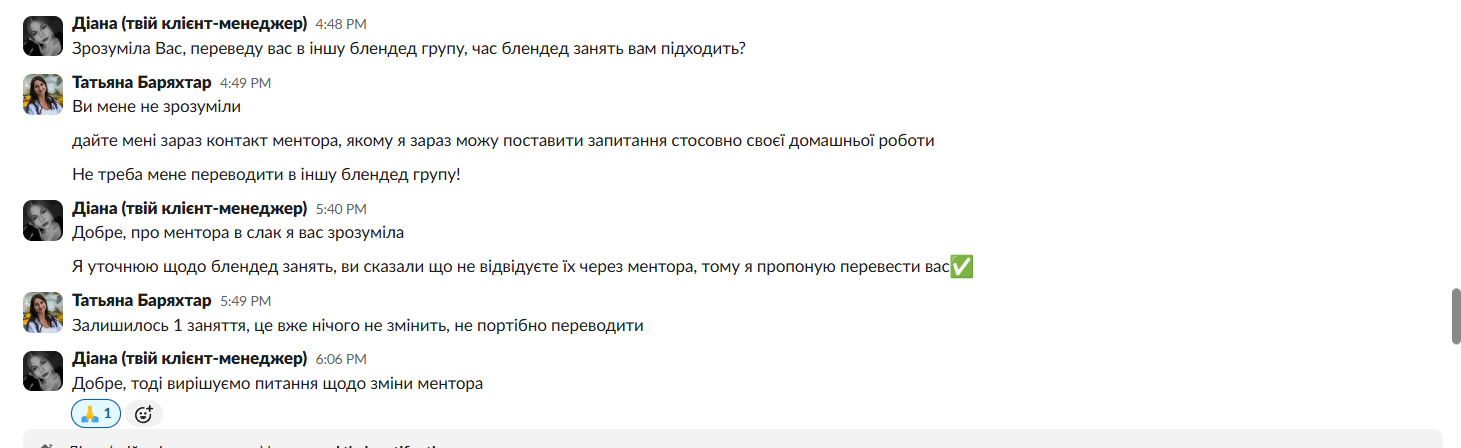 Діана (твій клієнт-менеджер) 4:48 PM
Зрозуміла Вас, переведу вас в іншу блендед групу, час блендед занять вам підходить?
Татьяна Баряхтар 4:49 PM
Ви мене не зрозуміли
дайте мені зараз контакт ментора, якому я зараз можу поставити запитання стосовно своєї домашньої роботи
Не треба мене переводити в іншу блендед групу!
Діана (твій клієнт-менеджер) 5:40 PM
Добре, про ментора в слак я вас зрозуміла
Я уточнюю щодо блендед занять, ви сказали що не відвідуєте їх через ментора, тому я пропоную перевести вас✅
Татьяна Баряхтар 5:49 PM
Залишилось 1 заняття, це вже нічого не змінить, не портібно переводити
Діана (твій клієнт-менеджер) 6:06 PM
Добре, тоді вирішуємо питання щодо зміни ментора
🙏 1